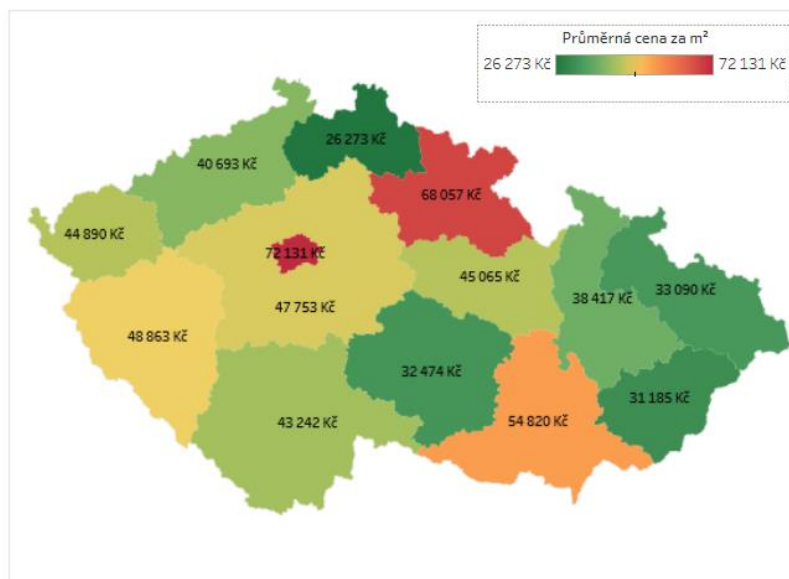 Průměrná cena za m²
26 273 Kč 72 131 Kč
26 273 Kč
40 693 Kč
68 057 Kč
44 890 Kč
72 131 Kč
45 065 Kč
33 090 Kč
38 417 Kč
47 753 Kč
48 863 Kč
32 474 Kč
31 185 Kč
43 242 Kč
54 820 Kč